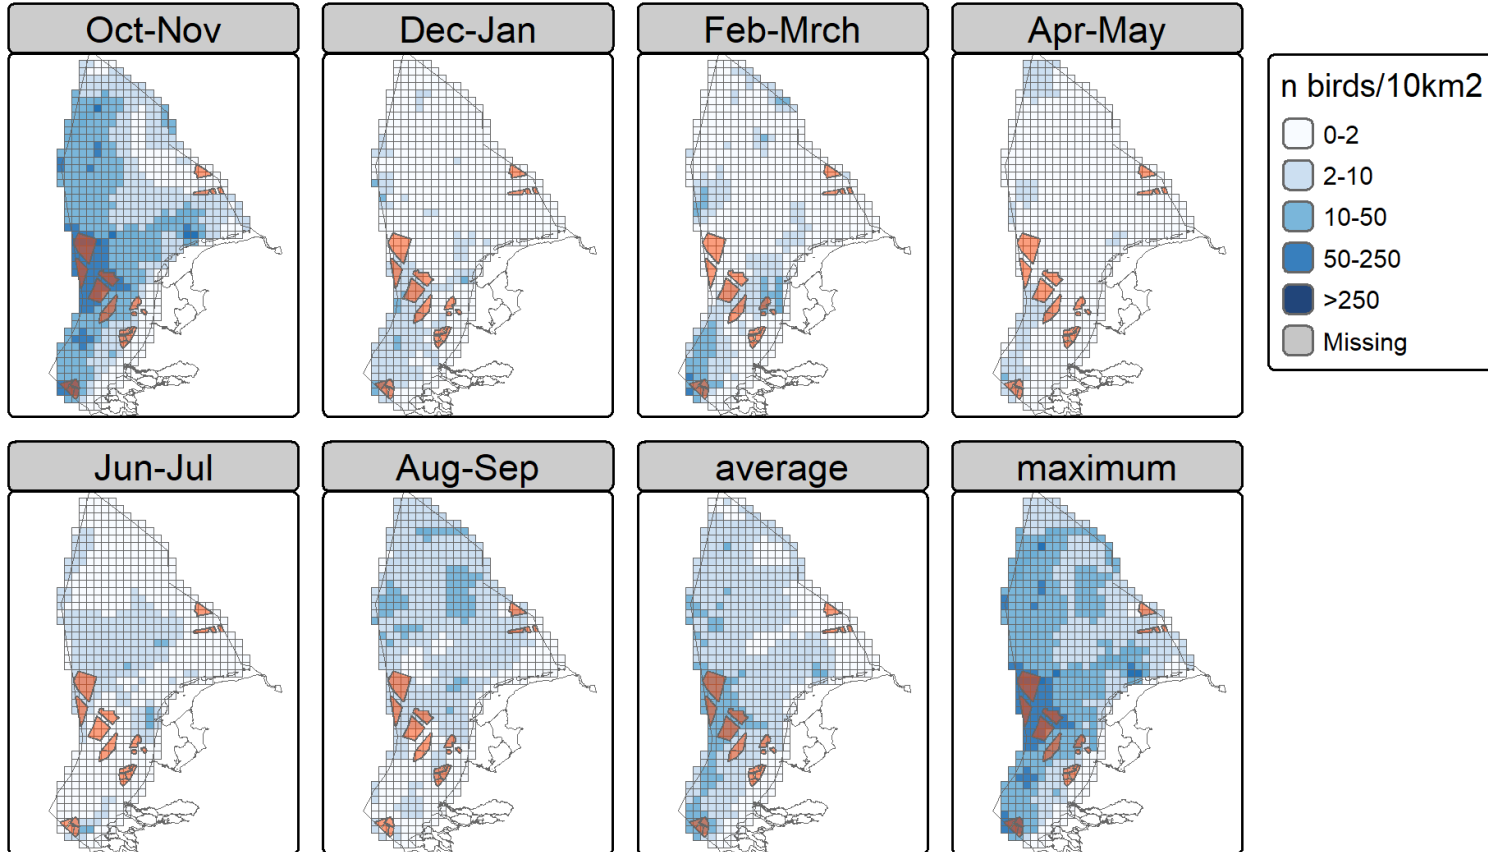 Oct-Nov
Dec-Jan
Feb-Mrch
Apr-May
n birds/10km2
0-2
2-10
10-50
50-250
>250
Missing
Jun-Jul
Aug-Sep
average
maximum